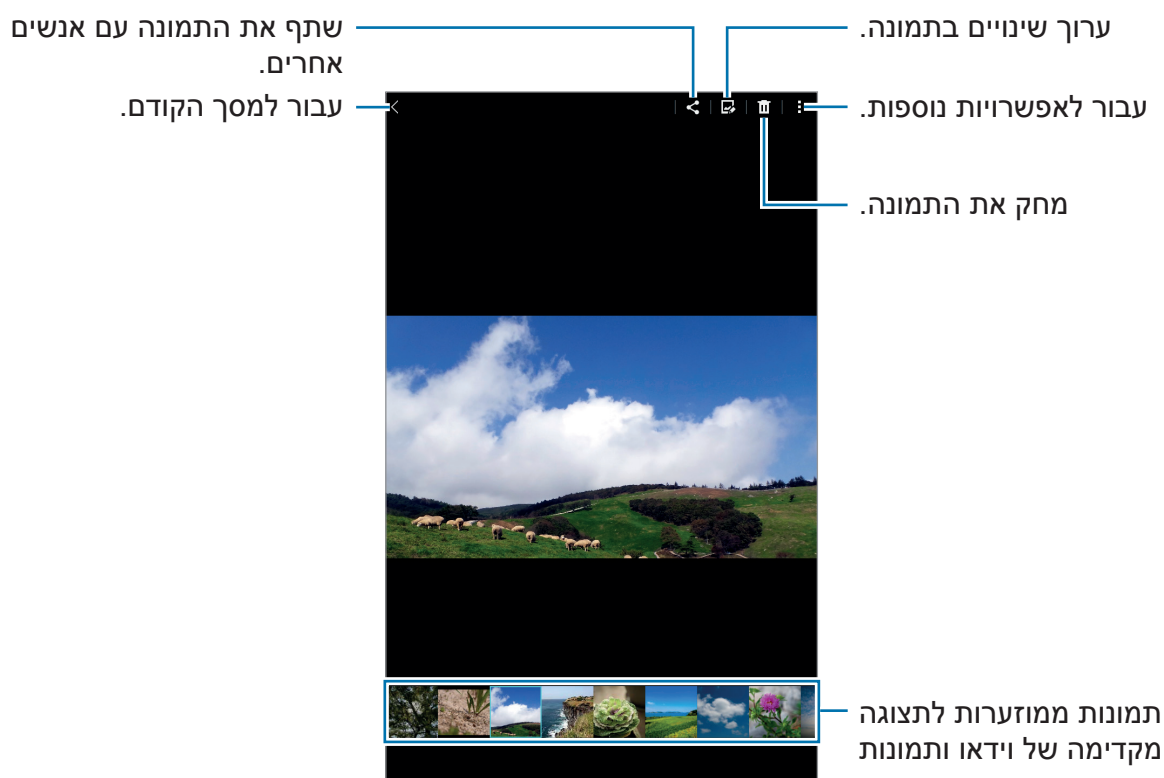 ערוך שינויים בתמונה.
שתף את התמונה עם אנשים
אחרים.
עבור לאפשרויות נוספות.
עבור למסך הקודם.
מחק את התמונה.
תמונות ממוזערות לתצוגה
מקדימה של וידאו ותמונות